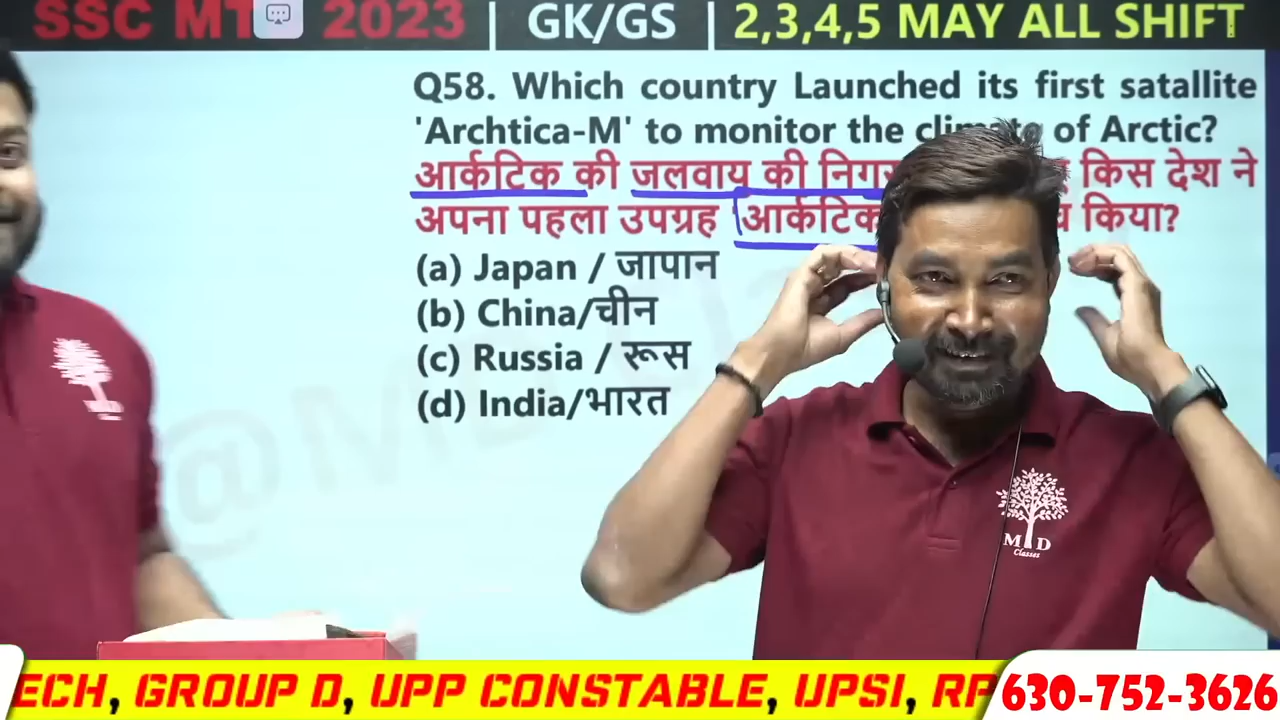 SSC MT 2023 | GK/GS | 2,3,4,5 MAY ALL SHIFT
Q58. Which country Launched its first satallite
'Archtica-M' to monitor the climate of Arctic?
आर्कटिक की जलवाय की किस देश ने
अपना पहला उपग्रह आर्कटिक किया?
(a) Japan / जापान
(b) China/चीन
(c) Russia / रूस
(d) India/भारत
MD
Classes
ECH, GROUP D, UPP CONSTABLE, UPSI, RP
630-752-3626